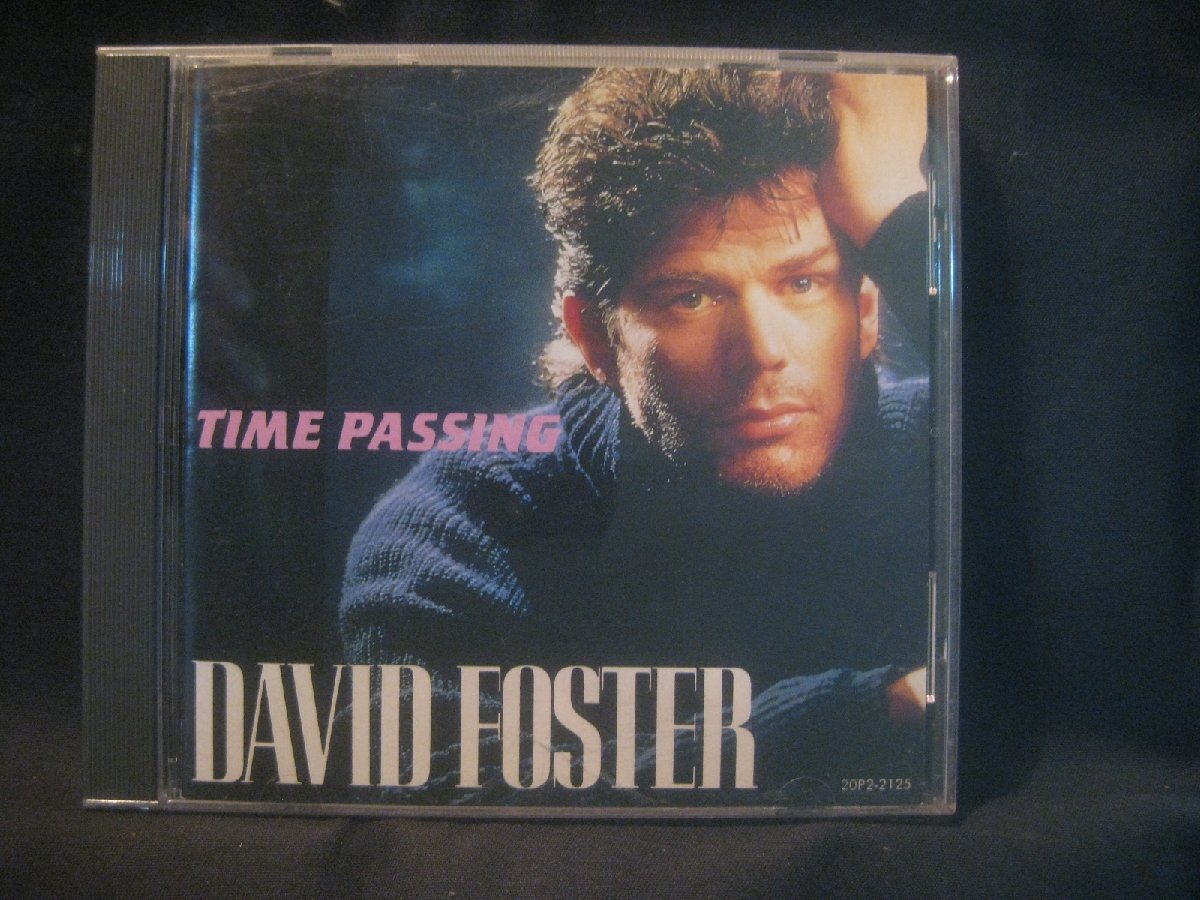 TIME PASSING
DAVID FOSTER
20P2-2125